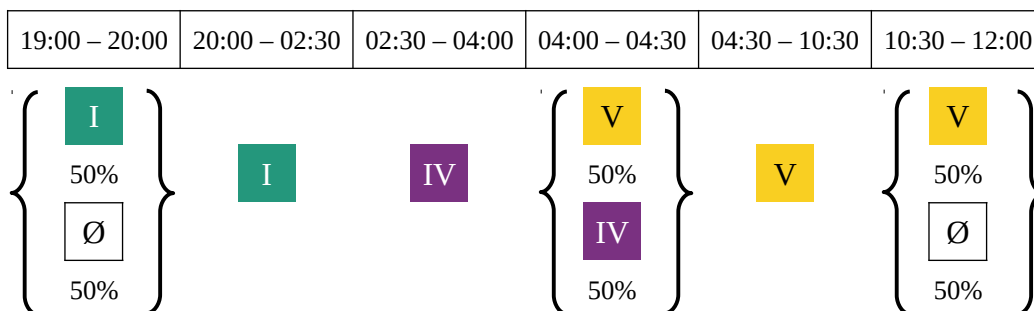 19:00 – 20:00 20:00 – 02:30 02:30 – 04:00 04:00 – 04:30 04:30 – 10:30 10:30 – 12:00
I V V
50% I IV 50% V 50%
Ø IV Ø
50% 50% 50%